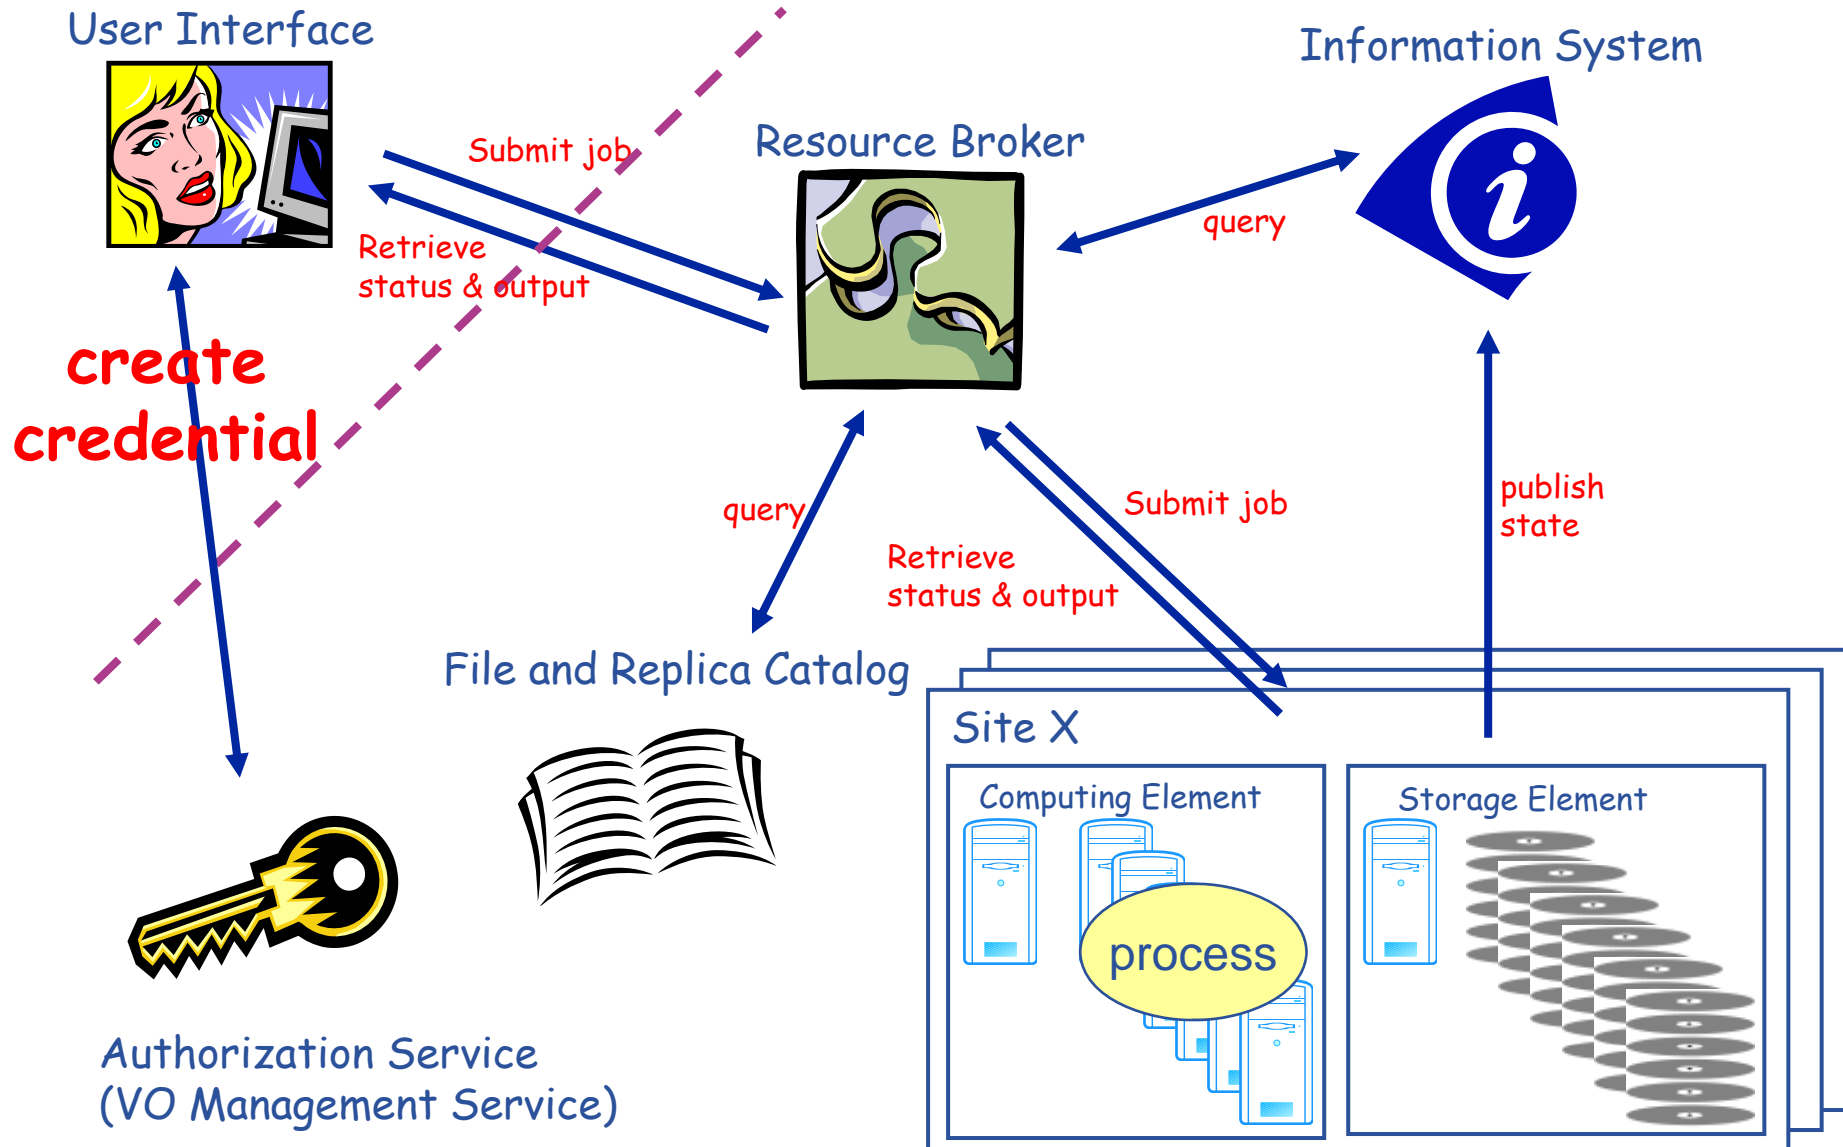 User Interface
Information System
Submit job
Resource Broker
query
Retrieve
status & output
create
credential
query
Submit job
publish
state
Retrieve
status & output
File and Replica Catalog
Site X
Computing Element
Storage Element
process
Authorization Service
(VO Management Service)